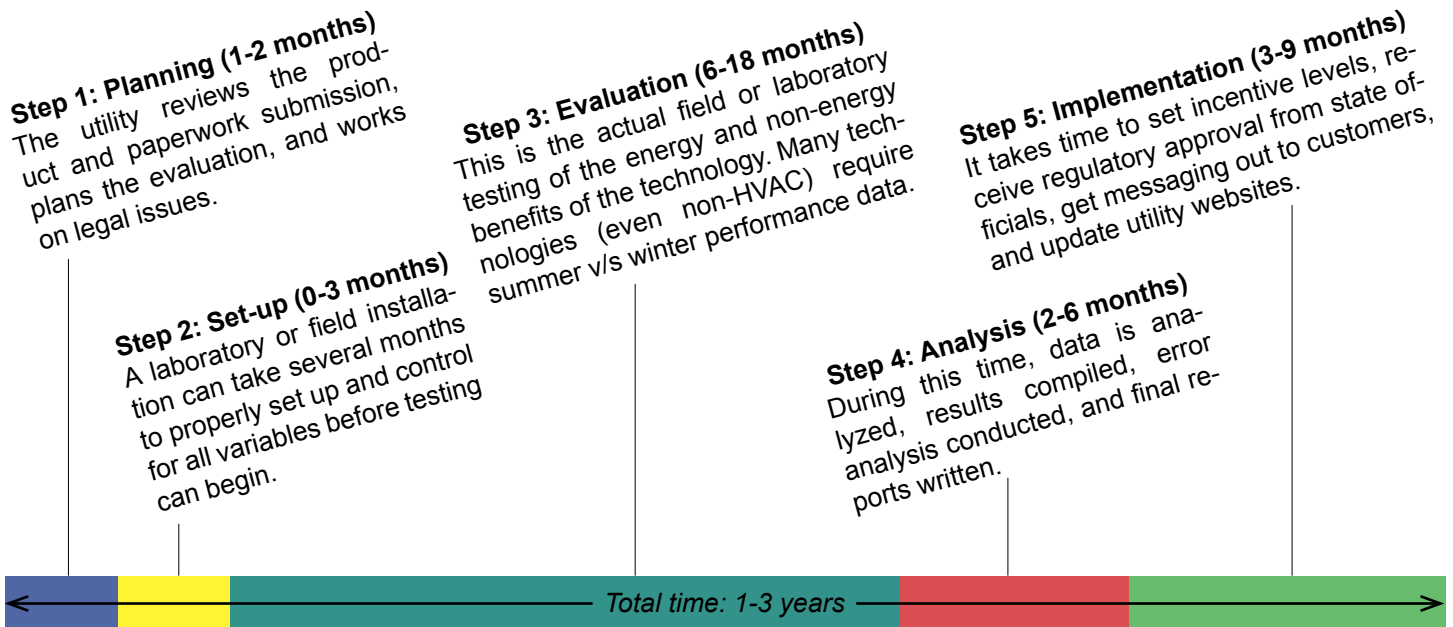 Step 1: Planning (1-2 months)
The utility reviews the prod-
uct and paperwork submission,
plans the evaluation, and works
on legal issues.
Step 2: Set-up (0-3 months)
A laboratory or field installa-
tion can take several months
to properly set up and control
for all variables before testing
can begin.
Step 3: Evaluation (6-18 months)
This is the actual field or laboratory
testing of the energy and non-energy
benefits of the technology. Many tech-
nologies (even non-HVAC) require
summer v/s winter performance data.
Step 4: Analysis (2-6 months)
During this time, data is ana-
lyzed, results compiled, error
analysis conducted, and final re-
ports written.
Step 5: Implementation (3-9 months)
It takes time to set incentive levels, re-
ceive regulatory approval from state of-
ficials, get messaging out to customers,
and update utility websites.
Total time: 1-3 years